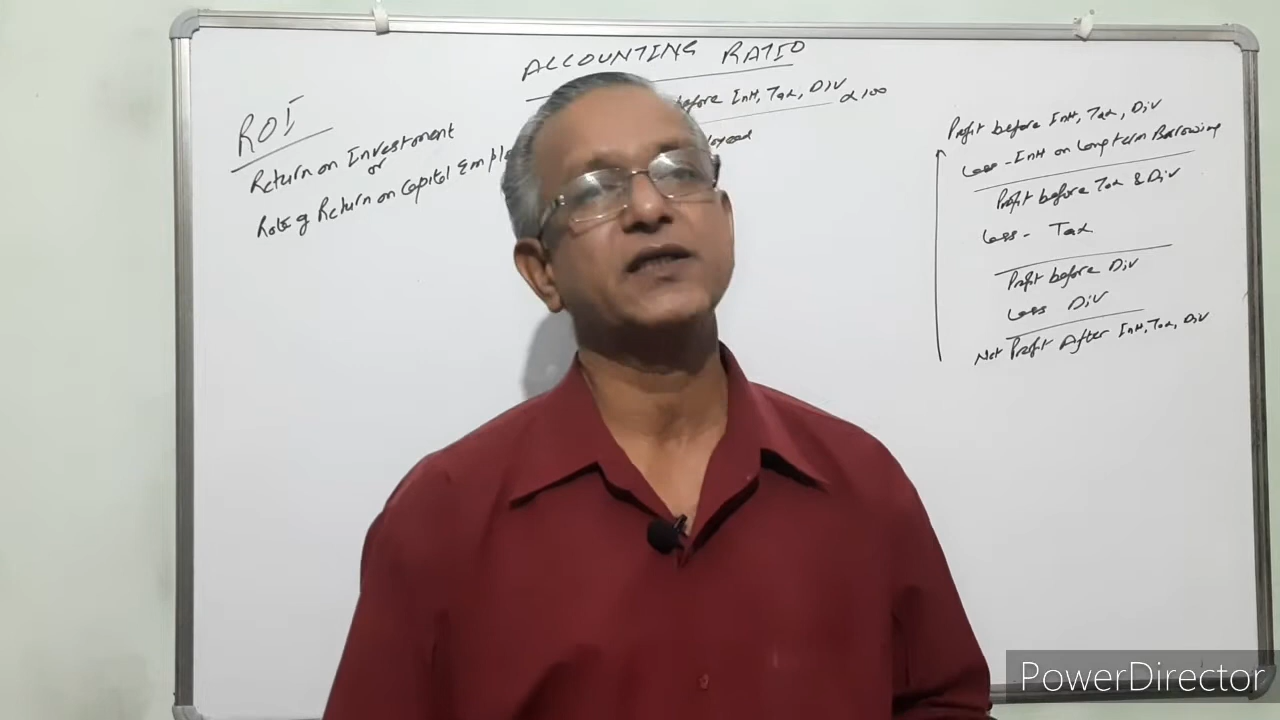 ACCOUNTING RATIO
ROI
Return on Investment
or
Rate of Return on Capital Emplo
before Int, Tax, Div x 100
loyead
Profit before Int, Tax, Div
Less - Int on Long term Borrowing
Profit before Tax & Div
Less - Tax
Profit before Div
Less Div
Net Profit After Int, Tax, Div
PowerDirector